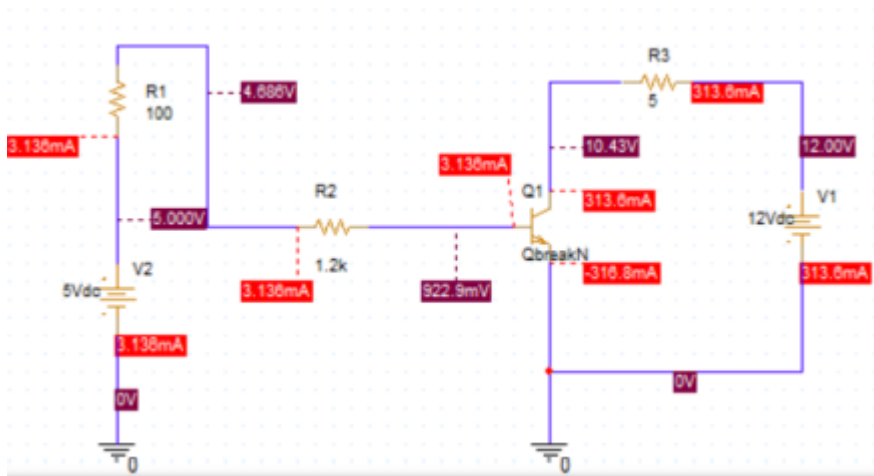 R3
R1
4.686V
313.6mA
100
5
3.136mA
10.43V
12.00V
3.136mA
R2
Q1
V1
313.6mA
5.000V
12Vdc
QbreakN
1.2k
V2
-316.8mA
313.6mA
5Vdc
3.136mA
922.9mV
3.136mA
0V
0V
0
0